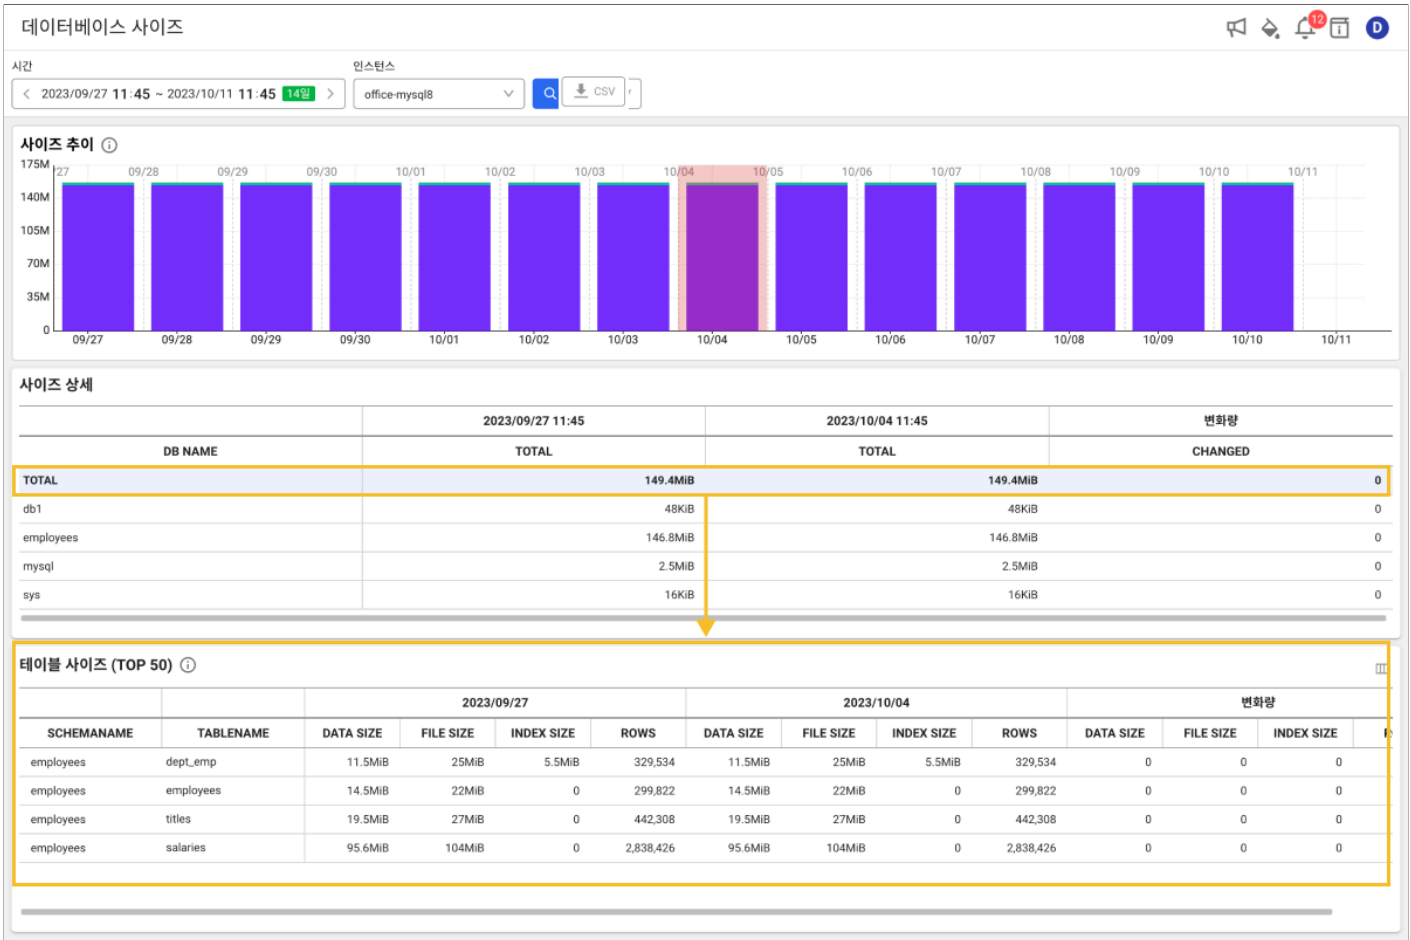 데이터베이스 사이즈
12
D
시간
인스턴스
2023/09/27 11:45 ~ 2023/10/11 11:45 14일
office-mysql8
CSV
사이즈 추이
175M
140M
105M
70M
35M
0
27 09/28 09/29 09/30 10/01 10/02 10/03 10/04 10/05 10/06 10/07 10/08 10/09 10/10 10/11
09/27 09/28 09/29 09/30 10/01 10/02 10/03 10/04 10/05 10/06 10/07 10/08 10/09 10/10 10/11
사이즈 상세
2023/09/27 11:45 2023/10/04 11:45 변화량
DB NAME TOTAL TOTAL CHANGED
TOTAL 149.4MiB 149.4MiB 0
db1 48KiB 48KiB 0
employees 146.8MiB 146.8MiB 0
mysql 2.5MiB 2.5MiB 0
sys 16KiB 16KiB 0
테이블 사이즈 (TOP 50)
2023/09/27 2023/10/04 변화량
SCHEMANAME TABLENAME DATA SIZE FILE SIZE INDEX SIZE ROWS DATA SIZE FILE SIZE INDEX SIZE ROWS DATA SIZE FILE SIZE INDEX SIZE
employees dept_emp 11.5MiB 25MiB 5.5MiB 329,534 11.5MiB 25MiB 5.5MiB 329,534 0 0 0
employees employees 14.5MiB 22MiB 0 299,822 14.5MiB 22MiB 0 299,822 0 0 0
employees titles 19.5MiB 27MiB 0 442,308 19.5MiB 27MiB 0 442,308 0 0 0
employees salaries 95.6MiB 104MiB 0 2,838,426 95.6MiB 104MiB 0 2,838,426 0 0 0